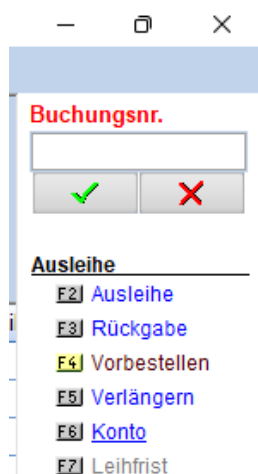 Buchungsnr.
Ausleihe
F2 Ausleihe
F3 Rückgabe
F4 Vorbestellen
F5 Verlängern
F6 Konto
F7 Leihfrist